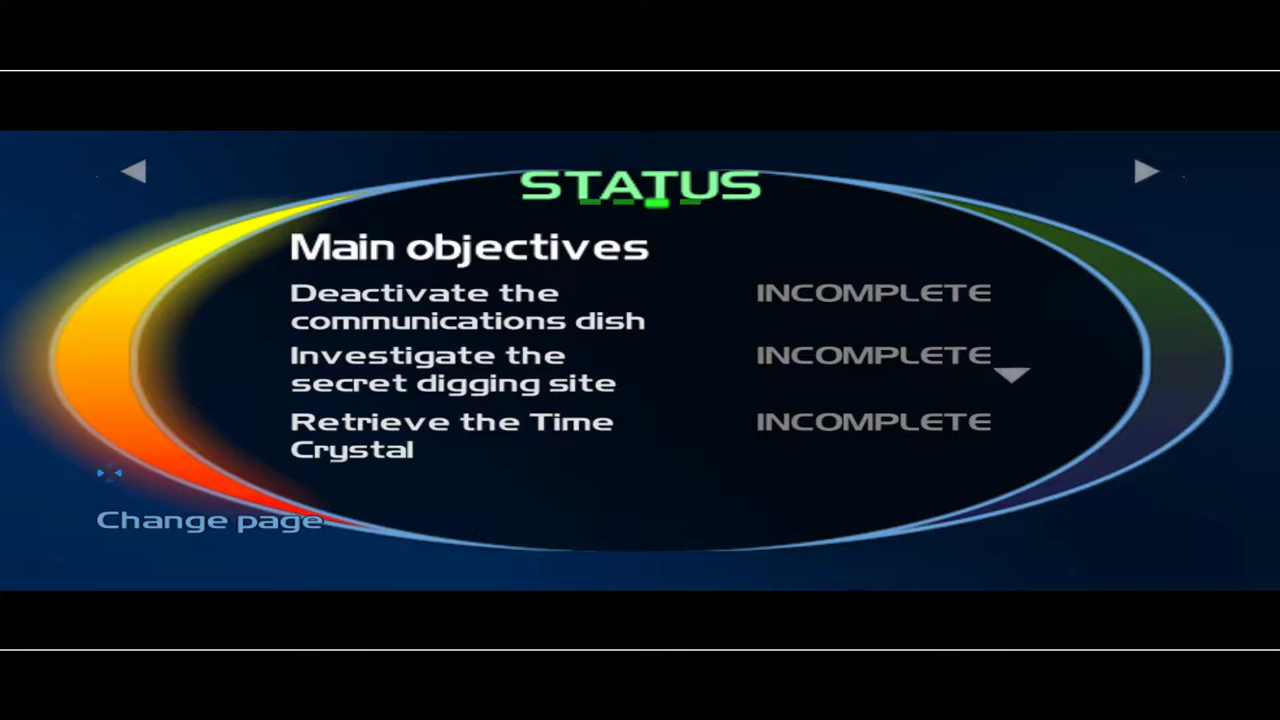 STATUS
Main objectives
Deactivate the INCOMPLETE
communications dish
Investigate the INCOMPLETE
secret digging site
Retrieve the Time INCOMPLETE
Crystal
Change page